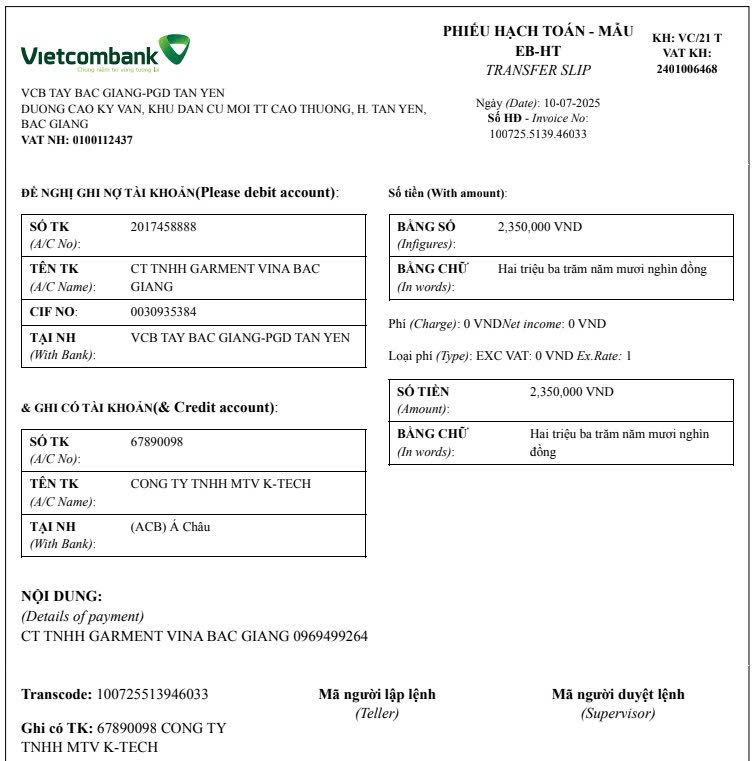 Vietcombank
Chung niềm tin vững tương lai
PHIẾU HẠCH TOÁN - MẪU
EB-HT
TRANSFER SLIP
KH: VC/21 T
VAT KH:
2401006468
VCB TAY BAC GIANG-PGD TAN YEN
DUONG CAO KY VAN, KHU DAN CU MOI TT CAO THUONG, H. TAN YEN,
BAC GIANG
VAT NH: 0100112437
Ngày (Date): 10-07-2025
Số HĐ - Invoice No:
100725.5139.46033
ĐỀ NGHỊ GHI NỢ TÀI KHOẢN(Please debit account):
SỐ TK 2017458888
(A/C No):
TÊN TK CT TNHH GARMENT VINA BAC
(A/C Name): GIANG
CIF NO: 0030935384
TẠI NH VCB TAY BAC GIANG-PGD TAN YEN
(With Bank):
Số tiền (With amount):
BẰNG SỐ 2,350,000 VND
(Infigures):
BẰNG CHỮ Hai triệu ba trăm năm mươi nghìn đồng
(In words):
Phí (Charge): 0 VNDNet income: 0 VND
Loại phí (Type): EXC VAT: 0 VND Ex.Rate: 1
SỐ TIỀN 2,350,000 VND
(Amount):
BẰNG CHỮ Hai triệu ba trăm năm mươi nghìn
(In words): đồng
& GHI CÓ TÀI KHOẢN(& Credit account):
SỐ TK 67890098
(A/C No):
TÊN TK CONG TY TNHH MTV K-TECH
(A/C Name):
TẠI NH (ACB) Á Châu
(With Bank):
NỘI DUNG:
(Details of payment)
CT TNHH GARMENT VINA BAC GIANG 0969499264
Transcode: 100725513946033
Ghi có TK: 67890098 CONG TY
TNHH MTV K-TECH
Mã người lập lệnh
(Teller)
Mã người duyệt lệnh
(Supervisor)